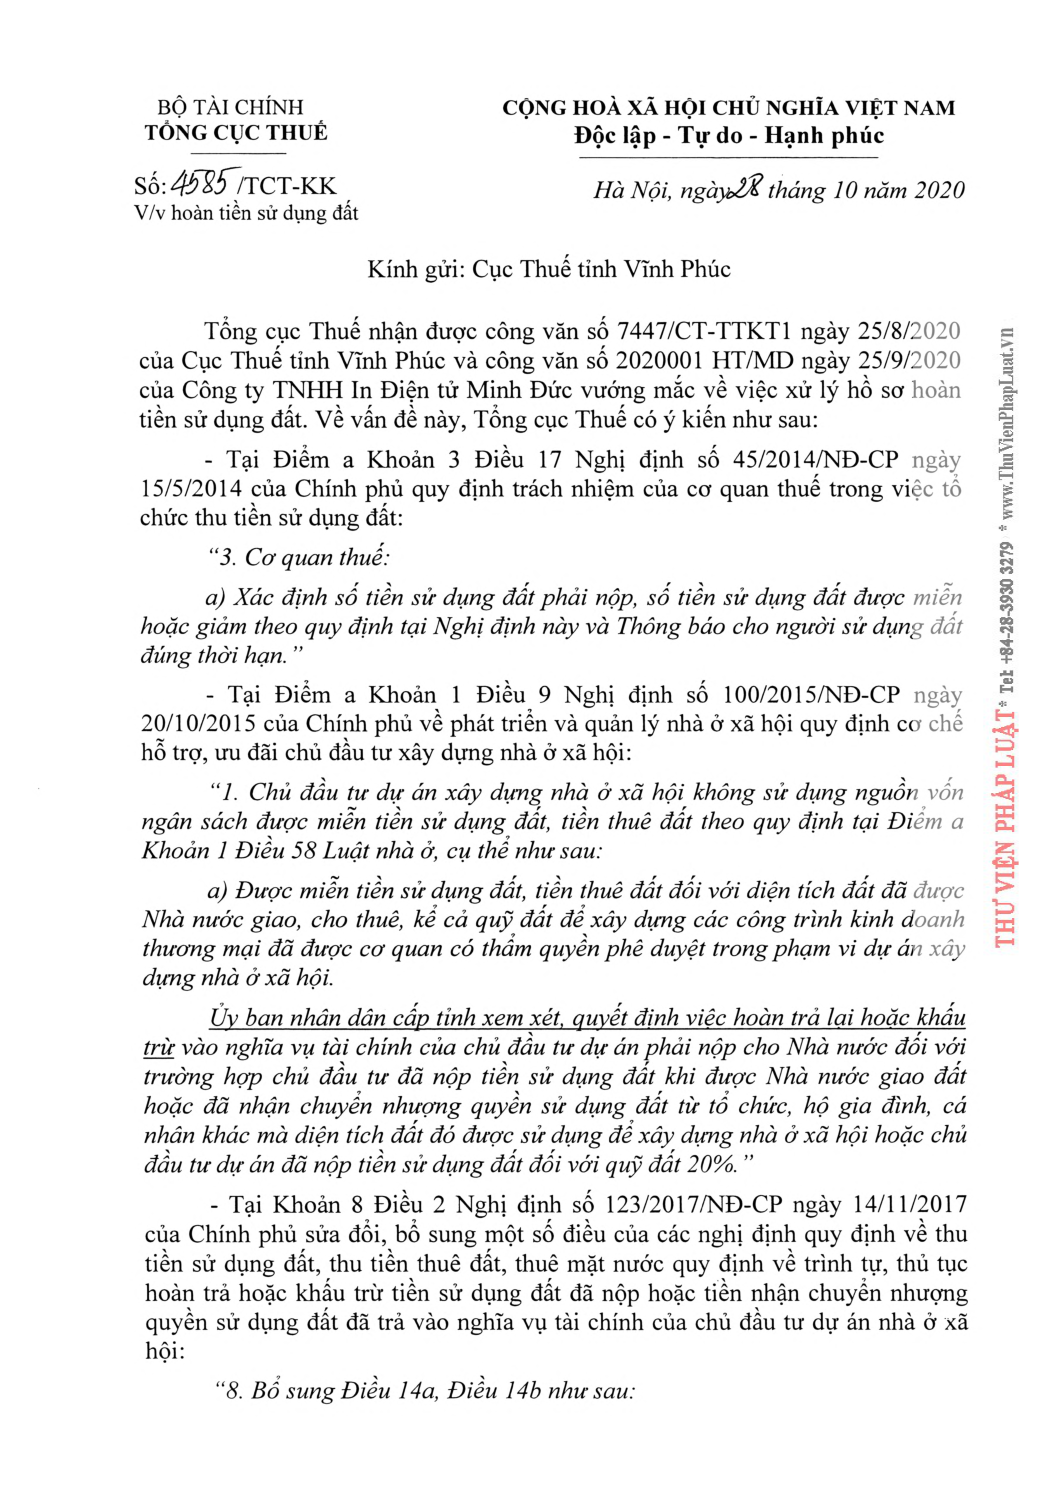 BỘ TÀI CHÍNH
TỔNG CỤC THUẾ
CỘNG HOÀ XÃ HỘI CHỦ NGHĨA VIỆT NAM
Độc lập - Tự do - Hạnh phúc
Số: 4585 /TCT-KK
V/v hoàn tiền sử dụng đất
Hà Nội, ngày 28 tháng 10 năm 2020
Kính gửi: Cục Thuế tỉnh Vĩnh Phúc
Tổng cục Thuế nhận được công văn số 7447/CT-TTKT1 ngày 25/8/2020
của Cục Thuế tỉnh Vĩnh Phúc và công văn số 2020001 HT/MD ngày 25/9/2020
của Công ty TNHH In Điện tử Minh Đức vướng mắc về việc xử lý hồ sơ hoàn
tiền sử dụng đất. Về vấn đề này, Tổng cục Thuế có ý kiến như sau:
- Tại Điểm a Khoản 3 Điều 17 Nghị định số 45/2014/NĐ-CP ngày
15/5/2014 của Chính phủ quy định trách nhiệm của cơ quan thuế trong việc tổ
chức thu tiền sử dụng đất:
“3. Cơ quan thuế:
a) Xác định số tiền sử dụng đất phải nộp, số tiền sử dụng đất được miễn
hoặc giảm theo quy định tại Nghị định này và Thông báo cho người sử dụng đất
đúng thời hạn.”
- Tại Điểm a Khoản 1 Điều 9 Nghị định số 100/2015/NĐ-CP ngày
20/10/2015 của Chính phủ về phát triển và quản lý nhà ở xã hội quy định cơ chế
hỗ trợ, ưu đãi chủ đầu tư xây dựng nhà ở xã hội:
“1. Chủ đầu tư dự án xây dựng nhà ở xã hội không sử dụng nguồn vốn
ngân sách được miễn tiền sử dụng đất, tiền thuê đất theo quy định tại Điểm a
Khoản 1 Điều 58 Luật nhà ở, cụ thể như sau:
a) Được miễn tiền sử dụng đất, tiền thuê đất đối với diện tích đất đã được
Nhà nước giao, cho thuê, kể cả quỹ đất để xây dựng các công trình kinh doanh
thương mại đã được cơ quan có thẩm quyền phê duyệt trong phạm vi dự án xây
dựng nhà ở xã hội.
Ủy ban nhân dân cấp tỉnh xem xét, quyết định việc hoàn trả lại hoặc khấu
trừ vào nghĩa vụ tài chính của chủ đầu tư dự án phải nộp cho Nhà nước đối với
trường hợp chủ đầu tư đã nộp tiền sử dụng đất khi được Nhà nước giao đất
hoặc đã nhận chuyển nhượng quyền sử dụng đất từ tổ chức, hộ gia đình, cá
nhân khác mà diện tích đất đó được sử dụng để xây dựng nhà ở xã hội hoặc chủ
đầu tư dự án đã nộp tiền sử dụng đất đối với quỹ đất 20%.”
- Tại Khoản 8 Điều 2 Nghị định số 123/2017/NĐ-CP ngày 14/11/2017
của Chính phủ sửa đổi, bổ sung một số điều của các nghị định quy định về thu
tiền sử dụng đất, thu tiền thuê đất, thuê mặt nước quy định về trình tự, thủ tục
hoàn trả hoặc khấu trừ tiền sử dụng đất đã nộp hoặc tiền nhận chuyển nhượng
quyền sử dụng đất đã trả vào nghĩa vụ tài chính của chủ đầu tư dự án nhà ở xã
hội:
“8. Bổ sung Điều 14a, Điều 14b như sau:
THƯ VIỆN PHÁP LUẬT * Tel: +84-28-3930 3279 * www.ThuVienPhapLuat.vn